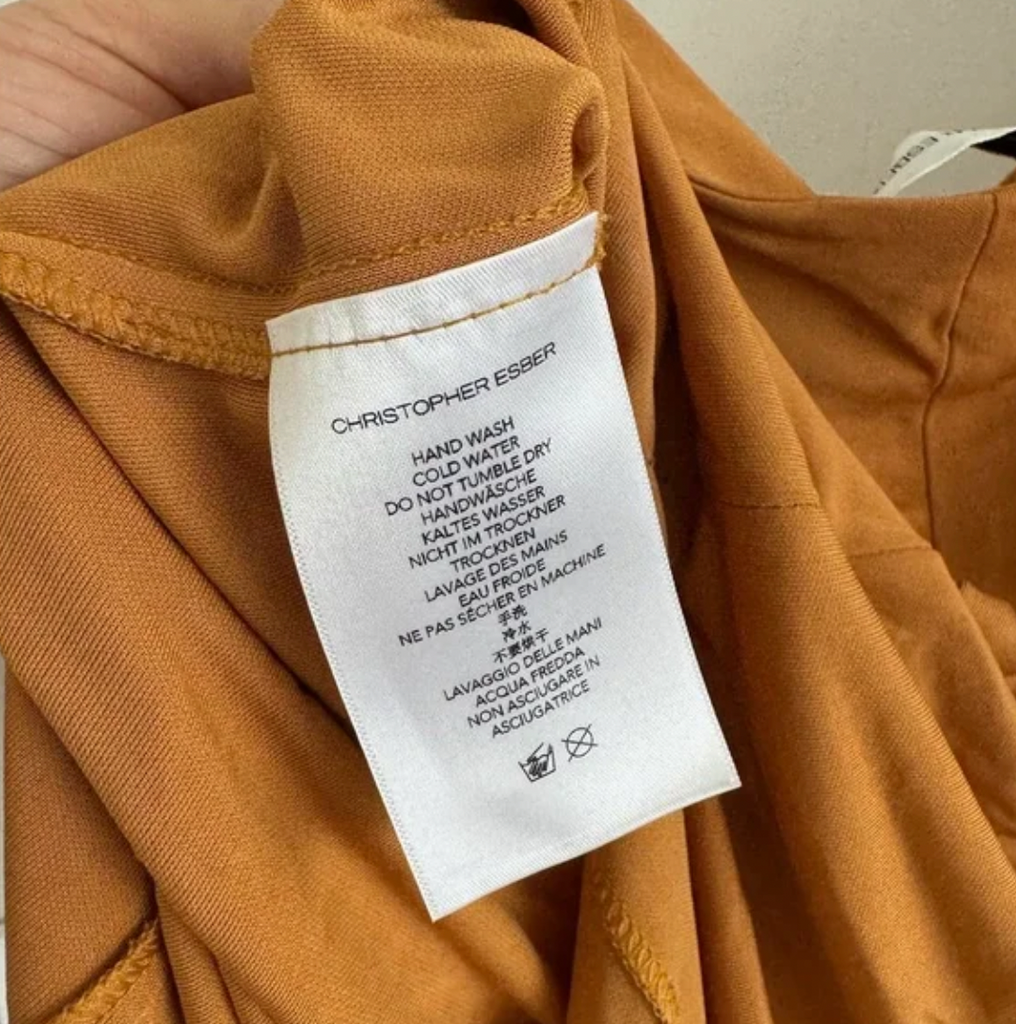 CHRISTOPHER ESBER
HAND WASH
COLD WATER
DO NOT TUMBLE DRY
HANDWÄSCHE
KALTES WASSER
NICHT IM TROCKNER
TROCKNEN
LAVAGE DES MAINS
EAU FROIDE
NE PAS SÉCHER EN MACHINE
手洗
冷水
不要烘干
LAVAGGIO DELLE MANI
ACQUA FREDDA
NON ASCIUGARE IN
ASCIUGATRICE